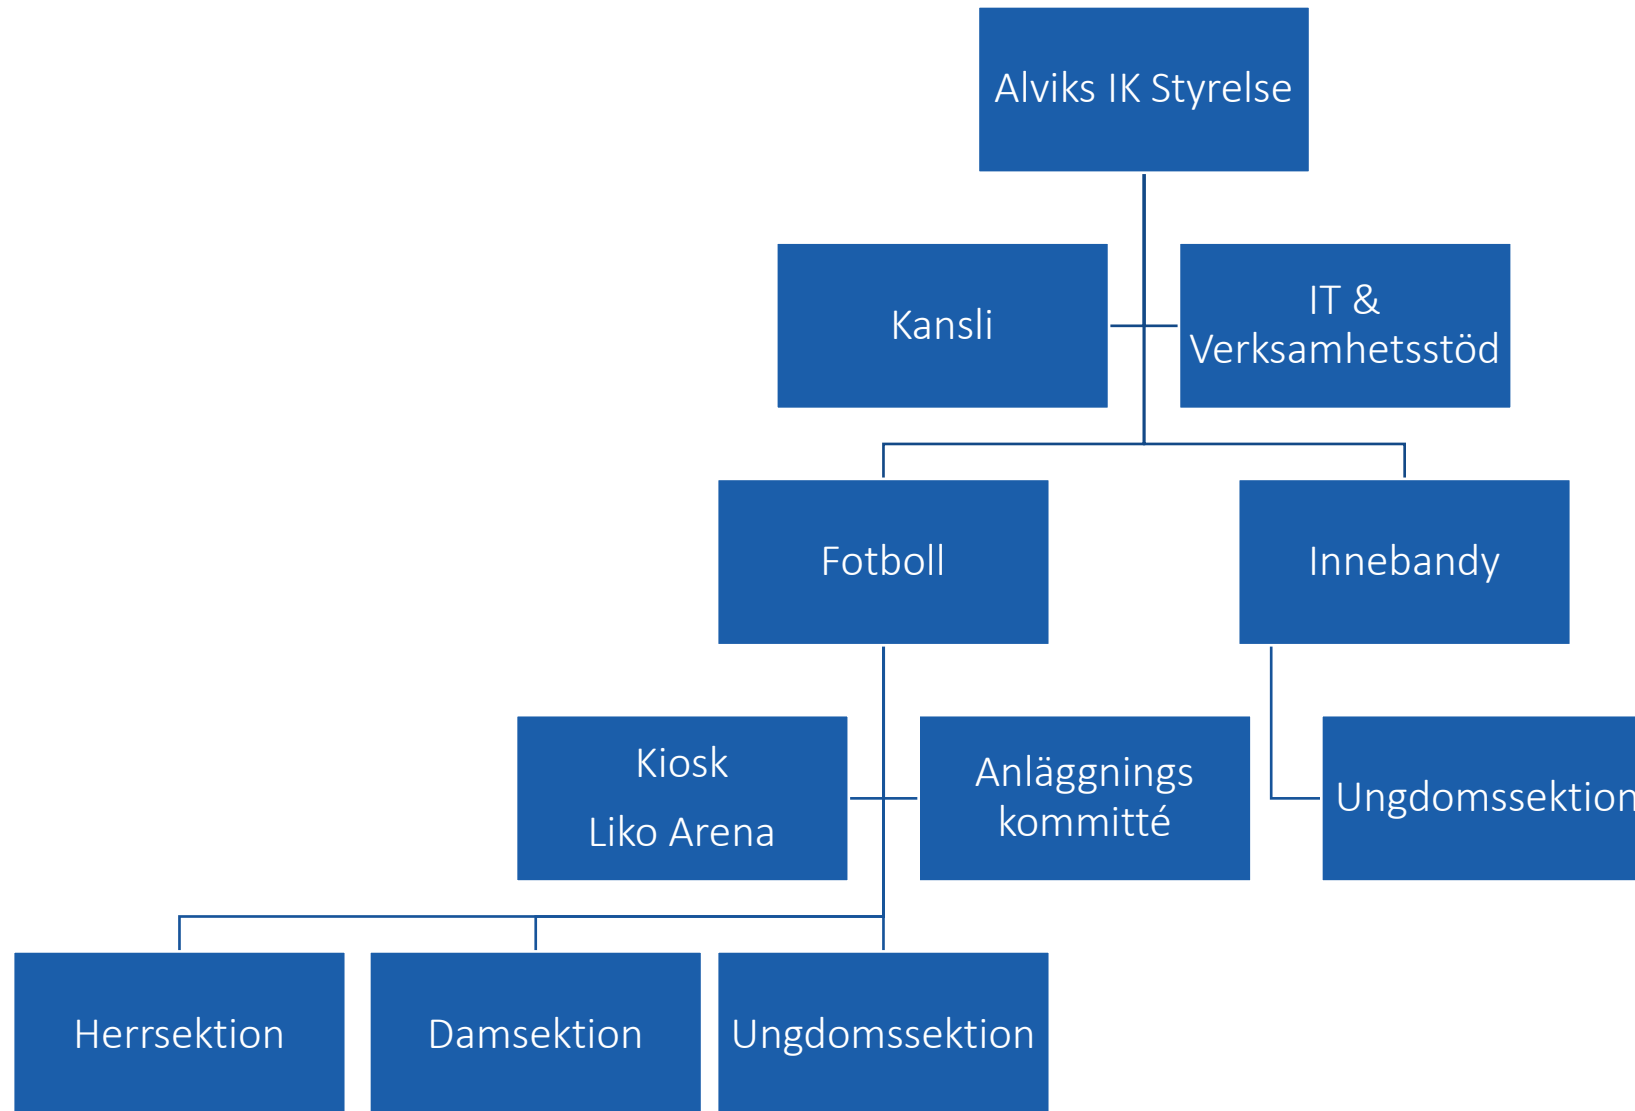 Alviks IK Styrelse
Kansli
IT &
Verksamhetsstöd
Fotboll
Innebandy
Kiosk
Liko Arena
Anläggnings
kommitté
Ungdomssektion
Herrsektion
Damsektion
Ungdomssektion